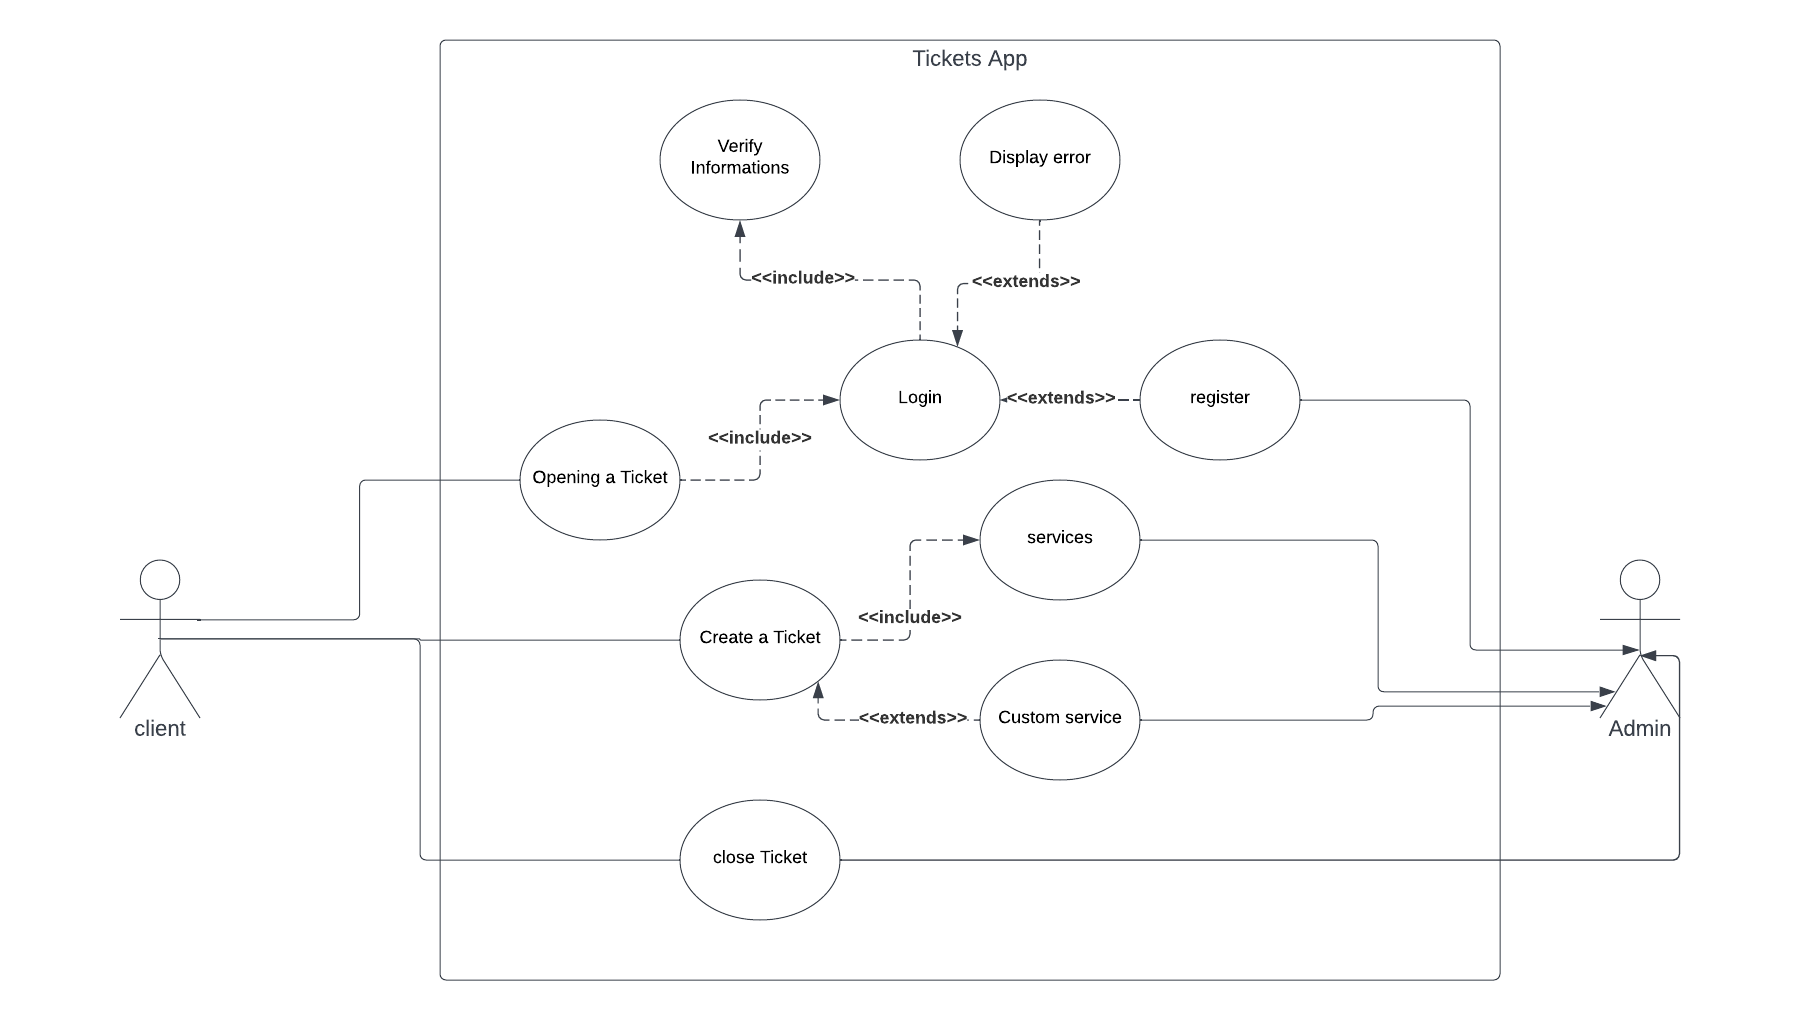 Tickets App
Verify
Informations
Display error
<<include>>
<<extends>>
Login
<<extends>>
register
<<include>>
Opening a Ticket
services
<<include>>
Create a Ticket
<<extends>>
Custom service
client
Admin
close Ticket